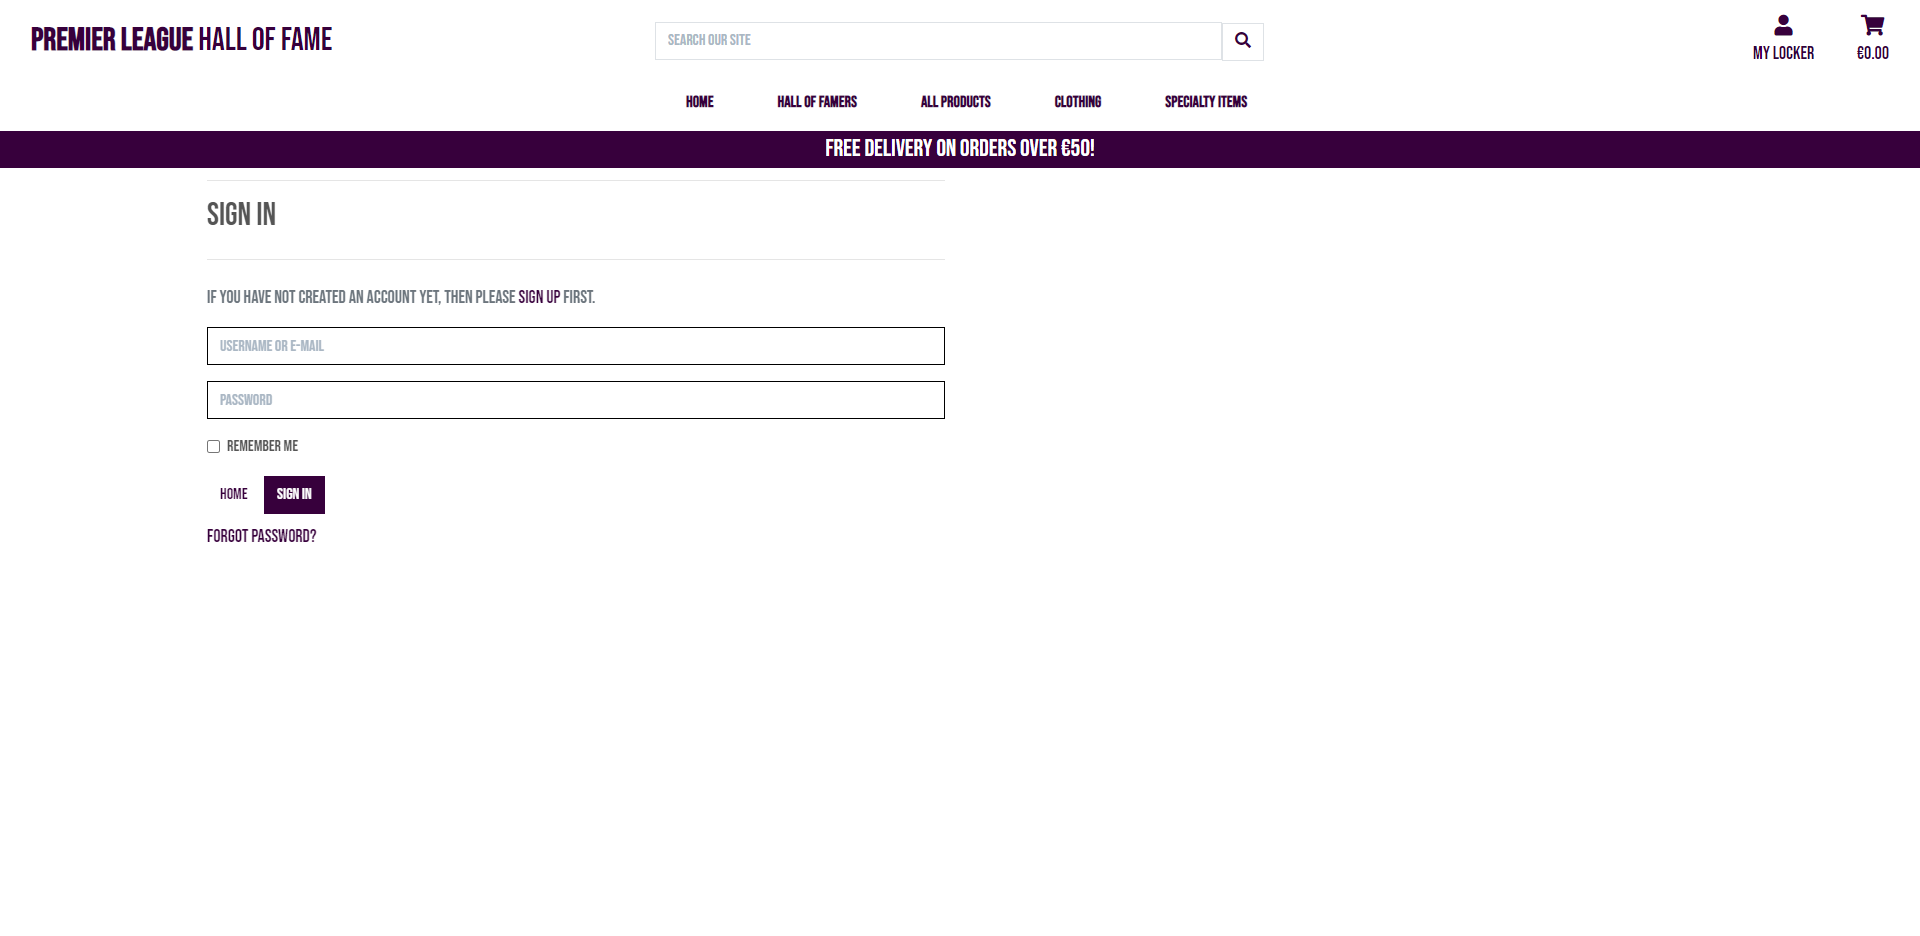 PREMIER LEAGUE HALL OF FAME
SEARCH OUR SITE
MY LOCKER
€0.00
HOME
HALL OF FAMERS
ALL PRODUCTS
CLOTHING
SPECIALTY ITEMS
FREE DELIVERY ON ORDERS OVER €50!
SIGN IN
IF YOU HAVE NOT CREATED AN ACCOUNT YET, THEN PLEASE SIGN UP FIRST.
USERNAME OR E-MAIL
PASSWORD
REMEMBER ME
HOME
SIGN IN
FORGOT PASSWORD?